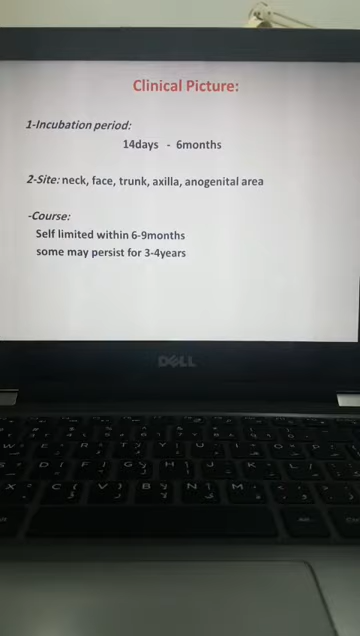 Clinical Picture:
1-Incubation period:
14days - 6months
2-Site: neck, face, trunk, axilla, anogenital area
-Course:
Self limited within 6-9months
some may persist for 3-4years
DELL
W E R T Y U I O P
S D F G H J K L
X C V B N M